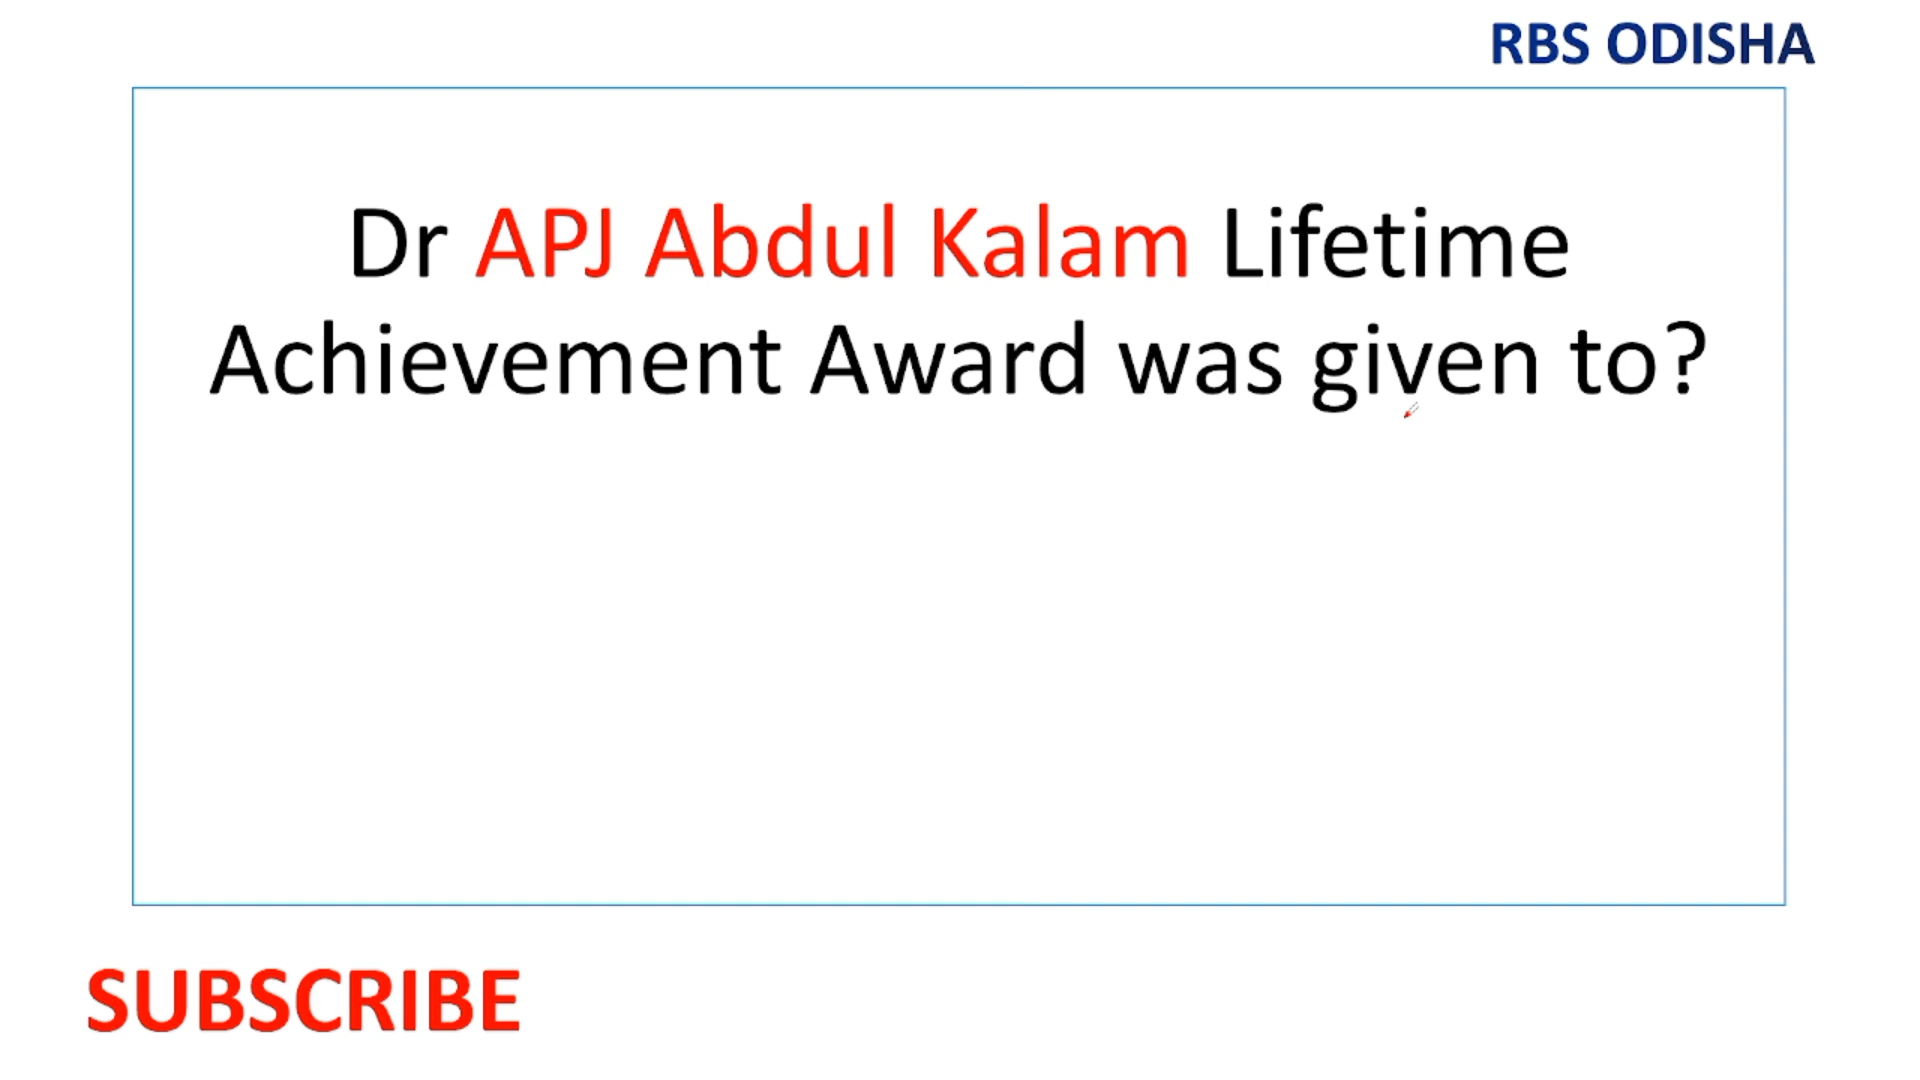 RBS ODISHA
Dr APJ Abdul Kalam Lifetime
Achievement Award was given to?
SUBSCRIBE